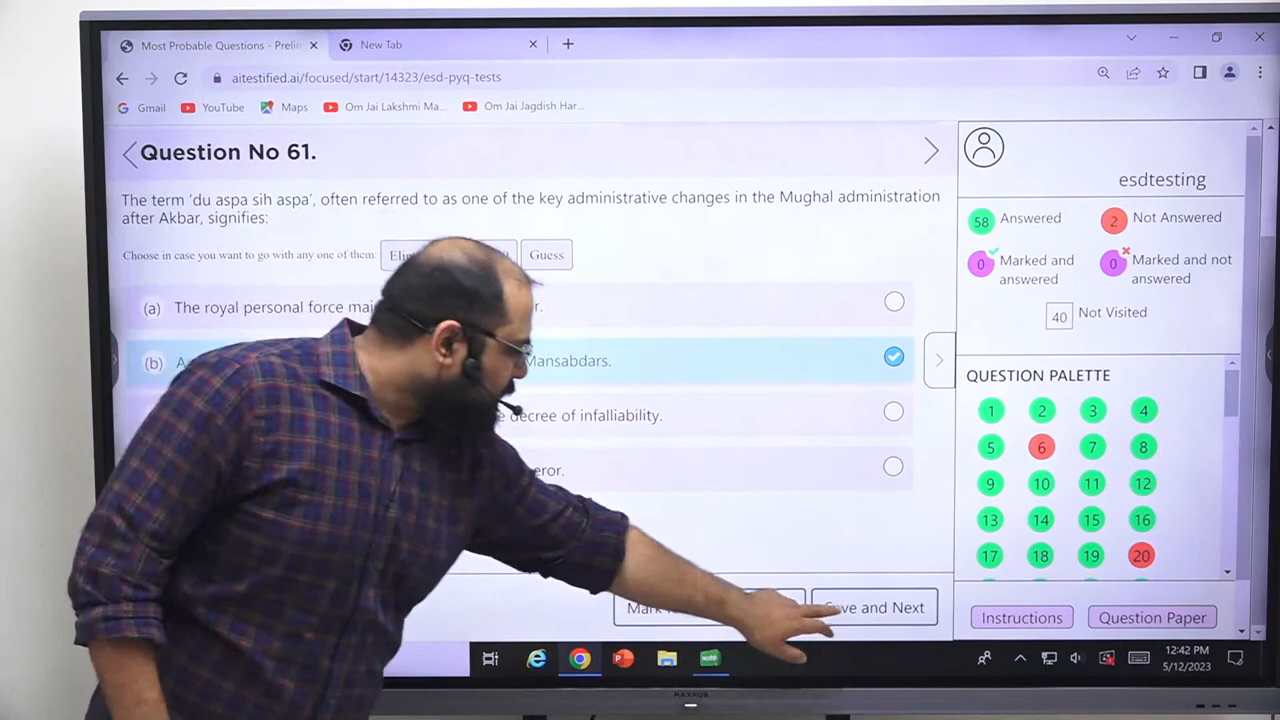 Most Probable Questions - Prelin
New Tab
aitestified.ai/focused/start/14323/esd-pyq-tests
Gmail
YouTube
Maps
Om Jai Lakshmi Ma...
Om Jai Jagdish Har...
Question No 61.
The term ‘du aspa sih aspa’, often referred to as one of the key administrative changes in the Mughal administration
after Akbar, signifies:
Choose in case you want to go with any one of them:
Guess
(a) The royal personal force
(b) Mansabdars.
decree of infalliability.
Save and Next
esdtesting
58 Answered
2 Not Answered
0 Marked and
answered
0 Marked and not
answered
40 Not Visited
QUESTION PALETTE
1 2 3 4
5 6 7 8
9 10 11 12
13 14 15 16
17 18 19 20
Instructions
Question Paper
12:42 PM
5/12/2023
MAXHUB